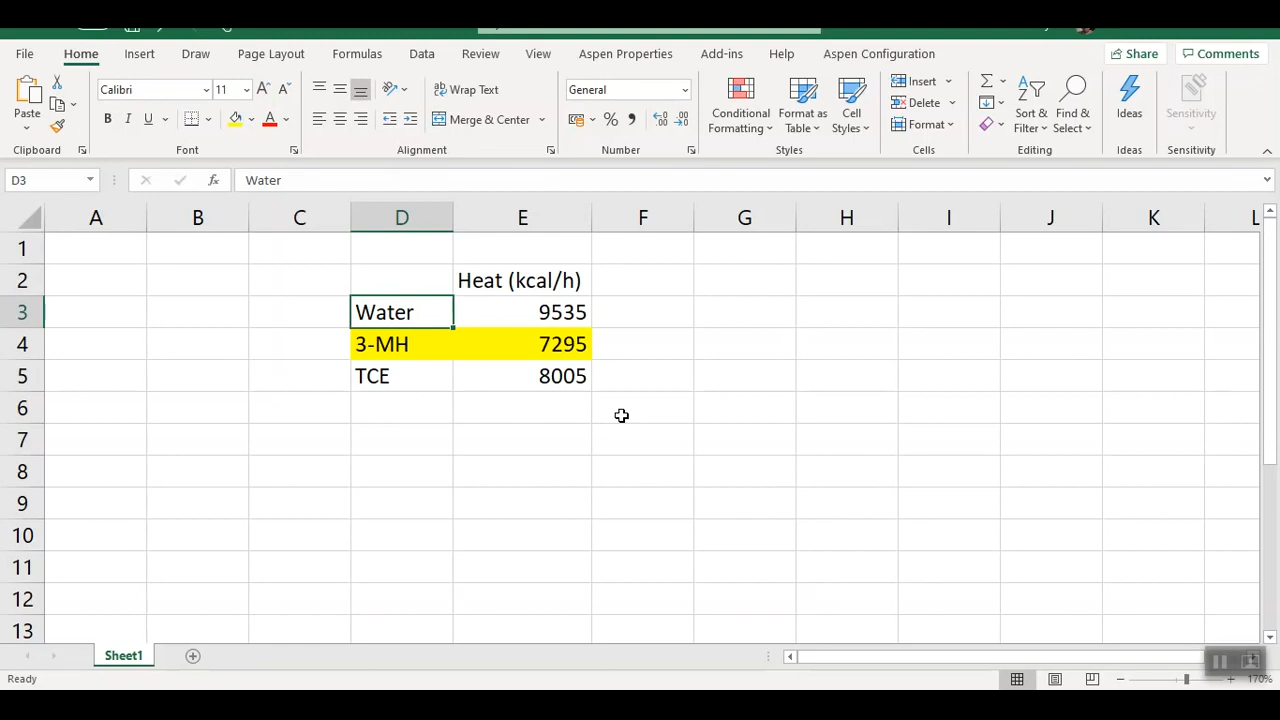 File Home Insert Draw Page Layout Formulas Data Review View Aspen Properties Add-ins Help Aspen Configuration Share Comments
Calibri 11 Wrap Text General Insert
Paste B I U Merge & Center % Conditional Formatting Format as Table Cell Styles Delete Format Sort & Filter Find & Select Ideas Sensitivity
Clipboard Font Alignment Number Styles Cells Editing Ideas Sensitivity
D3 fx Water
A B C D E F G H I J K L
1
2 Heat (kcal/h)
3 Water 9535
4 3-MH 7295
5 TCE 8005
6
7
8
9
10
11
12
13
Sheet1
Ready 170%